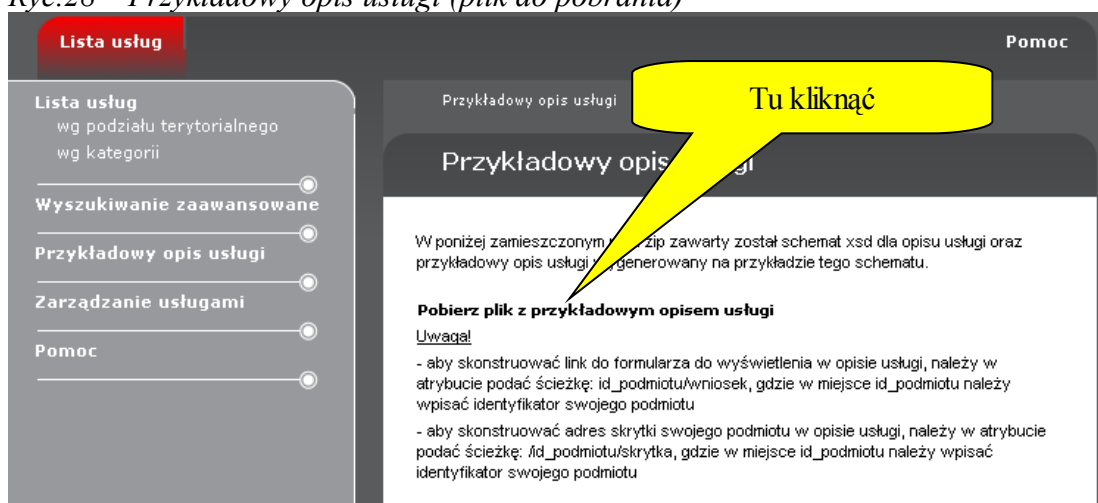 Ryc.28 Przykładowy opis usługi (plik do pobrania)
Lista usług
Pomoc
Lista usług
wg podziału terytorialnego
wg kategorii
Wyszukiwanie zaawansowane
Przykładowy opis usługi
Zarządzanie usługami
Pomoc
Przykładowy opis usługi
Tu kliknąć
Przykładowy opis
W poniżej zamieszczonym zip zawarty został schemat xsd dla opisu usługi oraz
przykładowy opis usługi wygenerowany na przykładzie tego schematu.
Pobierz plik z przykładowym opisem usługi
Uwaga!
- aby skonstruować link do formularza do wyświetlenia w opisie usługi, należy w
atrybucie podać ścieżkę: id_podmiotu/wniosek, gdzie w miejsce id_podmiotu należy
wpisać identyfikator swojego podmiotu
- aby skonstruować adres skrytki swojego podmiotu w opisie usługi, należy w atrybucie
podać ścieżkę: /id_podmiotu/skrytka, gdzie w miejsce id_podmiotu należy wpisać
identyfikator swojego podmiotu